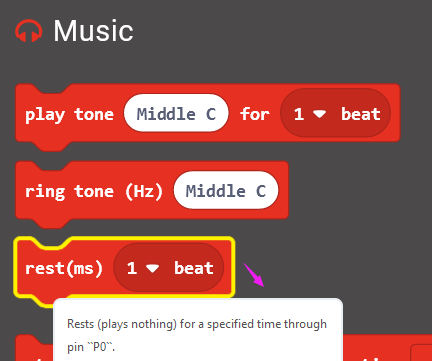 Music
play tone Middle C for 1 beat
ring tone (Hz) Middle C
rest(ms) 1 beat
Rests (plays nothing) for a specified time through
pin ``P0``.